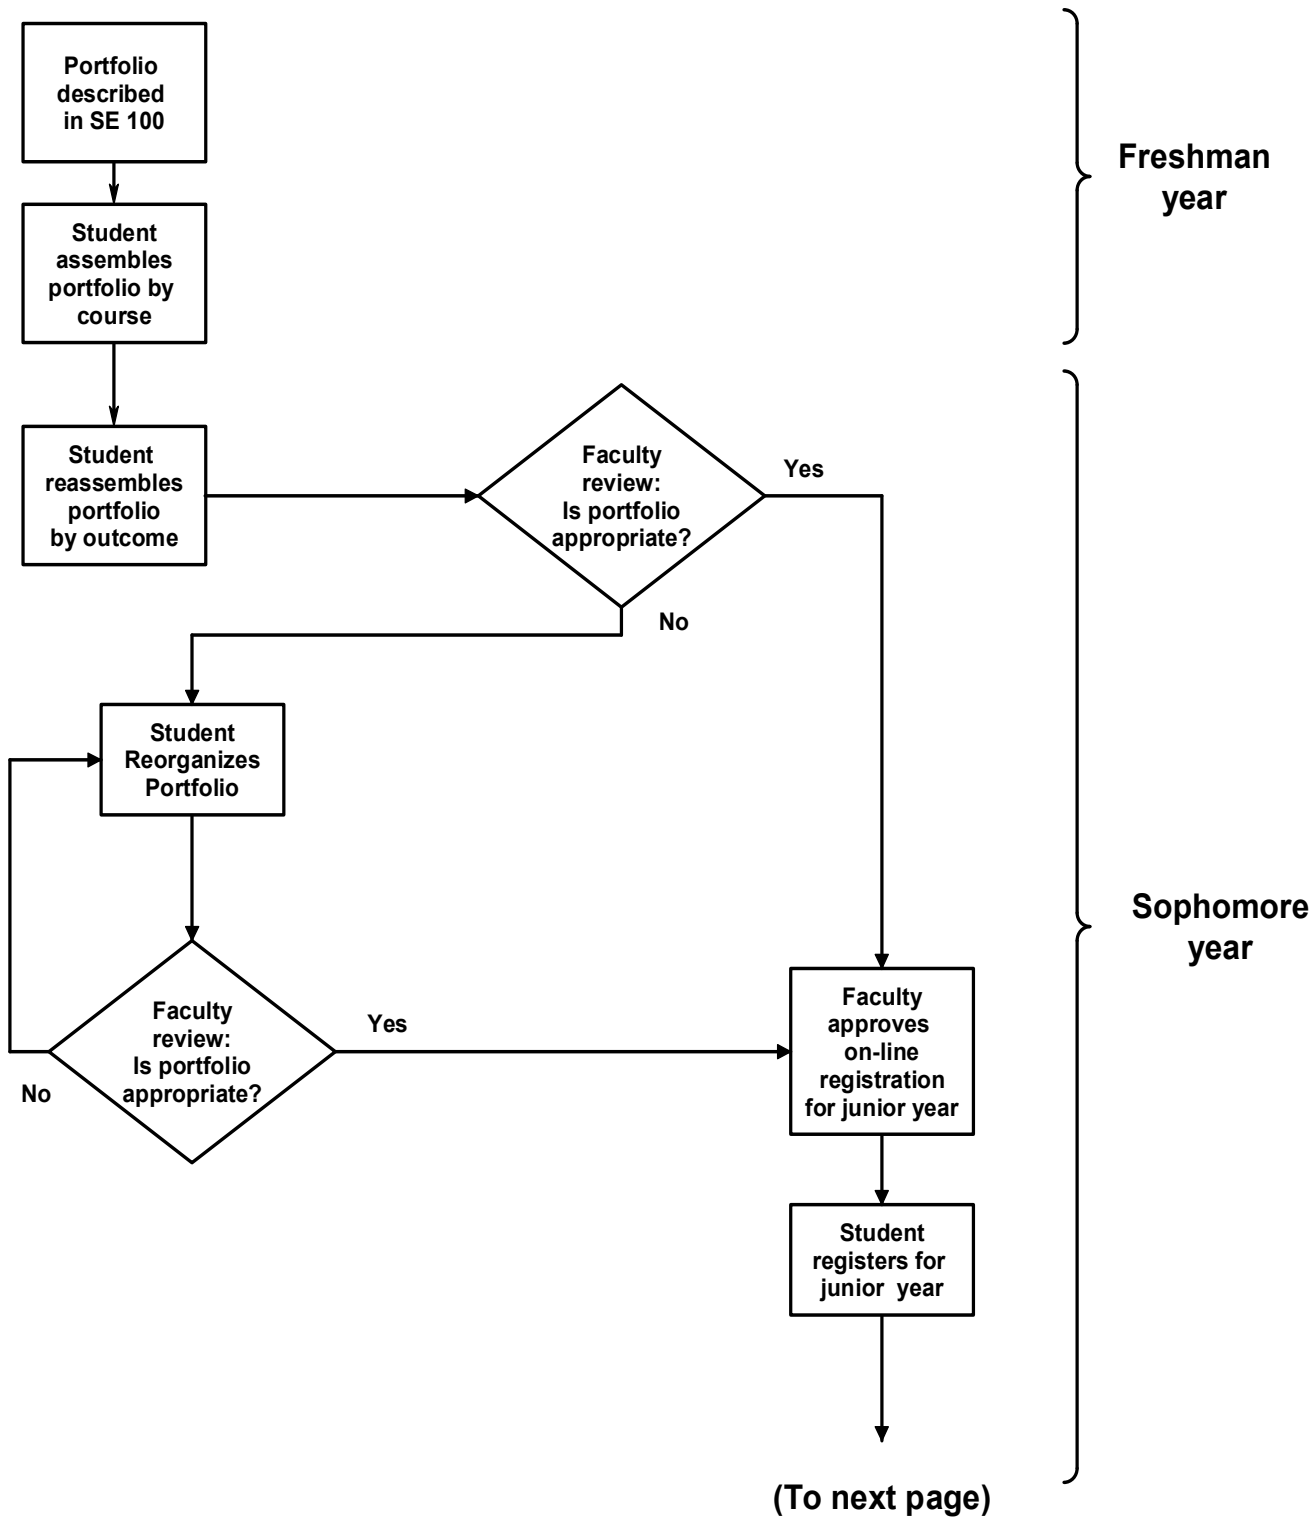 Portfolio
described
in SE 100
Freshman
year
Student
assembles
portfolio by
course
Student
reassembles
portfolio
by outcome
Faculty
review:
Is portfolio
appropriate?
Yes
No
Student
Reorganizes
Portfolio
Sophomore
year
Faculty
review:
Is portfolio
appropriate?
Yes
No
Faculty
approves
on-line
registration
for junior year
Student
registers for
junior year
(To next page)